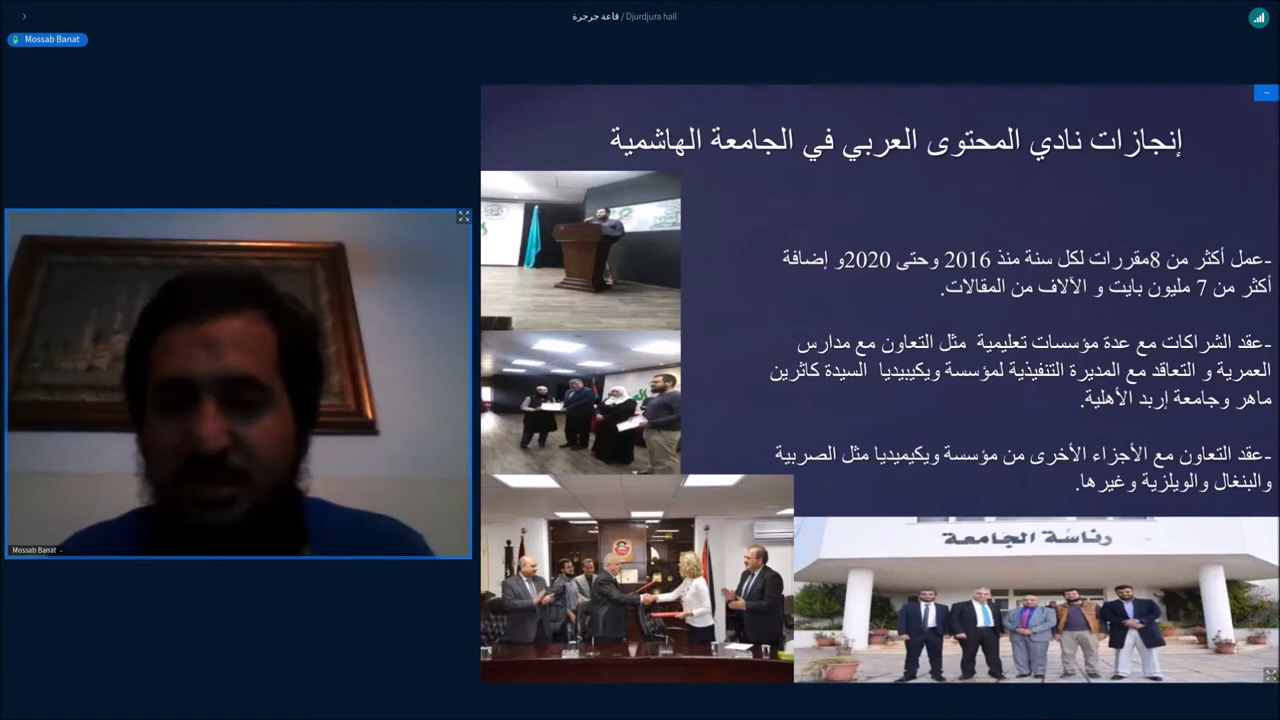 قاعة جرجرة / Djurdjura hall
Mossab Banat
إنجازات نادي المحتوى العربي في الجامعة الهاشمية
-عمل أكثر من 8مقررات لكل سنة منذ 2016 وحتى 2020و إضافة
أكثر من 7 مليون بايت و الآلاف من المقالات.
-عقد الشراكات مع عدة مؤسسات تعليمية مثل التعاون مع مدارس
العمرية و التعاقد مع المديرة التنفيذية لمؤسسة ويكيبيديا السيدة كاثرين
ماهر وجامعة إربد الأهلية.
-عقد التعاون مع الأجزاء الأخرى من مؤسسة ويكيميديا مثل الصربية
والبنغال والويلزية وغيرها.
رئاسة الجامعة
Mossab Banat